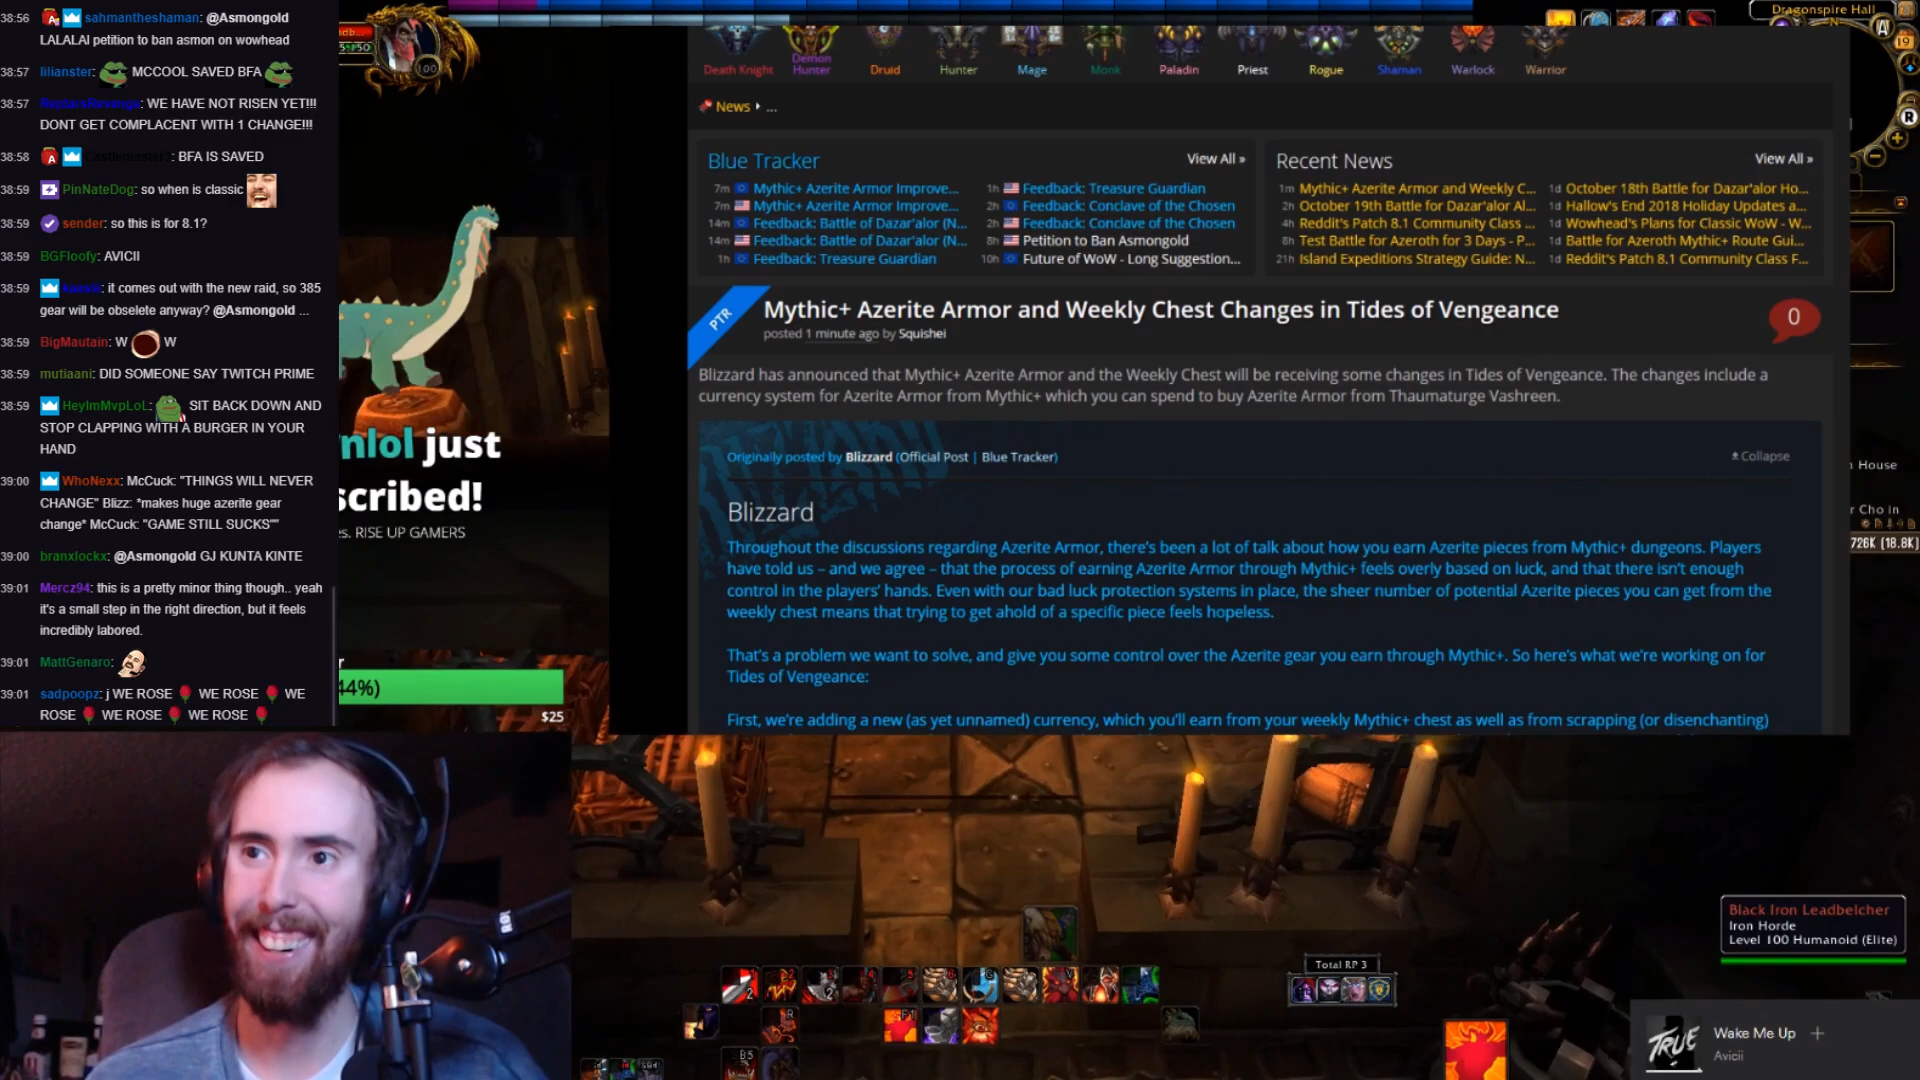 38:56 sahmantheshaman: @Asmongold
LALALAI petition to ban asmon on wowhead
38:57 lilianster: MCCOOL SAVED BFA
38:57 RaptursRevenge: WE HAVE NOT RISEN YET!!!
DONT GET COMPLACENT WITH 1 CHANGE!!!
38:58 : BFA IS SAVED
38:59 PinNateDog: so when is classic
38:59 sender: so this is for 8.1?
38:59 BGFloofy: AVICII
38:59 : it comes out with the new raid, so 385
gear will be obselete anyway? @Asmongold ...
38:59 BigMautain: W W
38:59 mutiaani: DID SOMEONE SAY TWITCH PRIME
38:59 HeyImMvpLoL: SIT BACK DOWN AND
STOP CLAPPING WITH A BURGER IN YOUR
HAND
39:00 WhoNexx: McCuck: "THINGS WILL NEVER
CHANGE" Blizz: *makes huge azerite gear
change* McCuck: "GAME STILL SUCKS""
39:00 branxlockx: @Asmongold GJ KUNTA KINTE
39:01 Mercz94: this is a pretty minor thing though.. yeah
it's a small step in the right direction, but it feels
incredibly labored.
39:01 MattGenaro:
39:01 sadpoopz: j WE ROSE WE ROSE WE
ROSE WE ROSE WE ROSE
100
nlol just
scribed!
s. RISE UP GAMERS
44%)
$25
Death Knight Demon Hunter Druid Hunter Mage Monk Paladin Priest Rogue Shaman Warlock Warrior
News ...
Blue Tracker View All »
7m Mythic+ Azerite Armor Improve...
7m Mythic+ Azerite Armor Improve...
14m Feedback: Battle of Dazar'alor (N...
14m Feedback: Battle of Dazar'alor (N...
1h Feedback: Treasure Guardian
1h Feedback: Treasure Guardian
2h Feedback: Conclave of the Chosen
2h Feedback: Conclave of the Chosen
8h Petition to Ban Asmongold
10h Future of WoW - Long Suggestion...
Recent News View All »
1m Mythic+ Azerite Armor and Weekly C...
2h October 19th Battle for Dazar'alor Al...
4h Reddit's Patch 8.1 Community Class ...
8h Test Battle for Azeroth for 3 Days - P...
21h Island Expeditions Strategy Guide: N...
1d October 18th Battle for Dazar'alor Ho...
1d Hallow's End 2018 Holiday Updates a...
1d Wowhead's Plans for Classic WoW - W...
1d Battle for Azeroth Mythic+ Route Gui...
1d Reddit's Patch 8.1 Community Class F...
PTR
Mythic+ Azerite Armor and Weekly Chest Changes in Tides of Vengeance
posted 1 minute ago by Squishei
0
Blizzard has announced that Mythic+ Azerite Armor and the Weekly Chest will be receiving some changes in Tides of Vengeance. The changes include a
currency system for Azerite Armor from Mythic+ which you can spend to buy Azerite Armor from Thaumaturge Vashreen.
Originally posted by Blizzard (Official Post | Blue Tracker)
Collapse
Blizzard
Throughout the discussions regarding Azerite Armor, there's been a lot of talk about how you earn Azerite pieces from Mythic+ dungeons. Players
have told us – and we agree – that the process of earning Azerite Armor through Mythic+ feels overly based on luck, and that there isn't enough
control in the players' hands. Even with our bad luck protection systems in place, the sheer number of potential Azerite pieces you can get from the
weekly chest means that trying to get ahold of a specific piece feels hopeless.
That's a problem we want to solve, and give you some control over the Azerite gear you earn through Mythic+. So here's what we're working on for
Tides of Vengeance:
First, we're adding a new (as yet unnamed) currency, which you'll earn from your weekly Mythic+ chest as well as from scrapping (or disenchanting)
Dragonspire Hall
19
n House
r Cho in
726K (18.8K)
Black Iron Leadbelcher
Iron Horde
Level 100 Humanoid (Elite)
Total RP 3
TRUE
Wake Me Up
Avicii